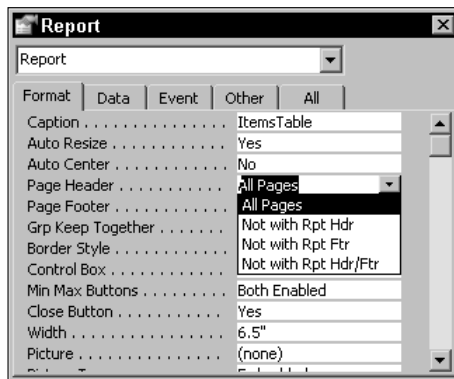 Report
Report
Format Data Event Other All
Caption . . . . . . . . . . . . . . . ItemsTable
Auto Resize . . . . . . . . . . . . Yes
Auto Center . . . . . . . . . . . . No
Page Header . . . . . . . . . . . All Pages
Page Footer . . . . . . . . . . . . All Pages
Grp Keep Together . . . . . . . Not with Rpt Hdr
Border Style . . . . . . . . . . . . Not with Rpt Ftr
Control Box . . . . . . . . . . . . Not with Rpt Hdr/Ftr
Min Max Buttons . . . . . . . . . Both Enabled
Close Button . . . . . . . . . . . Yes
Width . . . . . . . . . . . . . . . . 6.5"
Picture . . . . . . . . . . . . . . . (none)